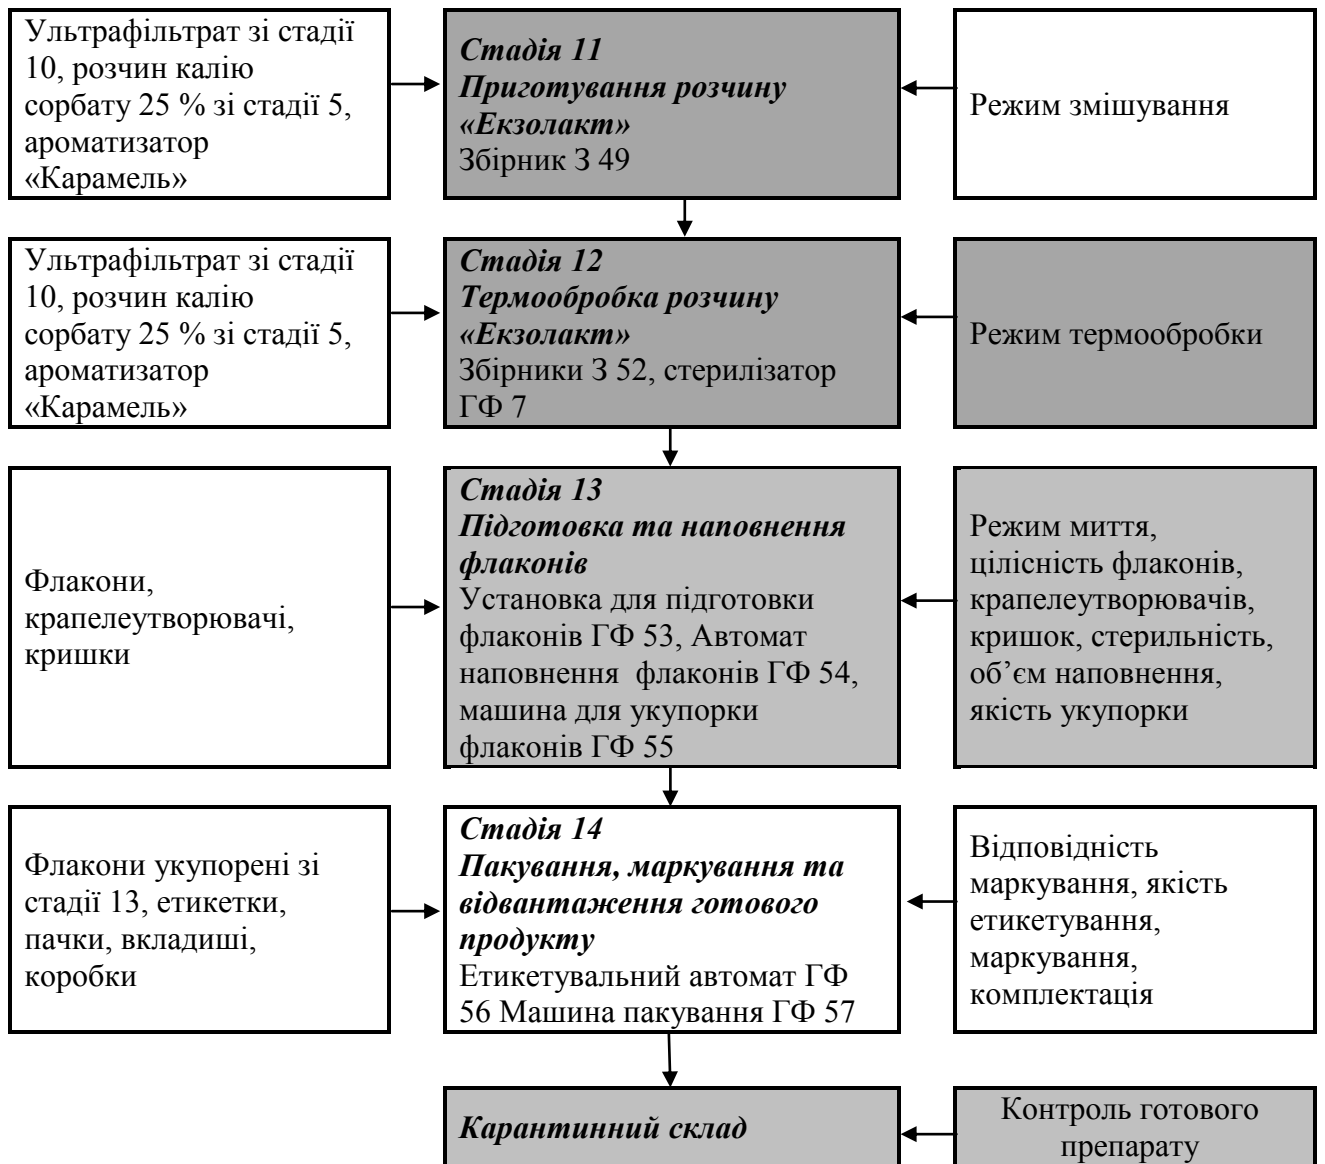 Ультрафільтрат зі стадії
10, розчин калію
сорбату 25 % зі стадії 5,
ароматизатор
«Карамель»
Стадія 11
Приготування розчину
«Екзолакт»
Збірник З 49
Режим змішування
Ультрафільтрат зі стадії
10, розчин калію
сорбату 25 % зі стадії 5,
ароматизатор
«Карамель»
Стадія 12
Термообробка розчину
«Екзолакт»
Збірники З 52, стерилізатор
ГФ 7
Режим термообробки
Флакони,
крапелеутворювачі,
кришки
Стадія 13
Підготовка та наповнення
флаконів
Установка для підготовки
флаконів ГФ 53, Автомат
наповнення флаконів ГФ 54,
машина для укупорки
флаконів ГФ 55
Режим миття,
цілісність флаконів,
крапелеутворювачів,
кришок, стерильність,
об’єм наповнення,
якість укупорки
Флакони укупорені зі
стадії 13, етикетки,
пачки, вкладиші,
коробки
Стадія 14
Пакування, маркування та
відвантаження готового
продукту
Етикетувальний автомат ГФ
56 Машина пакування ГФ 57
Відповідність
маркування, якість
етикетування,
маркування,
комплектація
Карантинний склад
Контроль готового
препарату